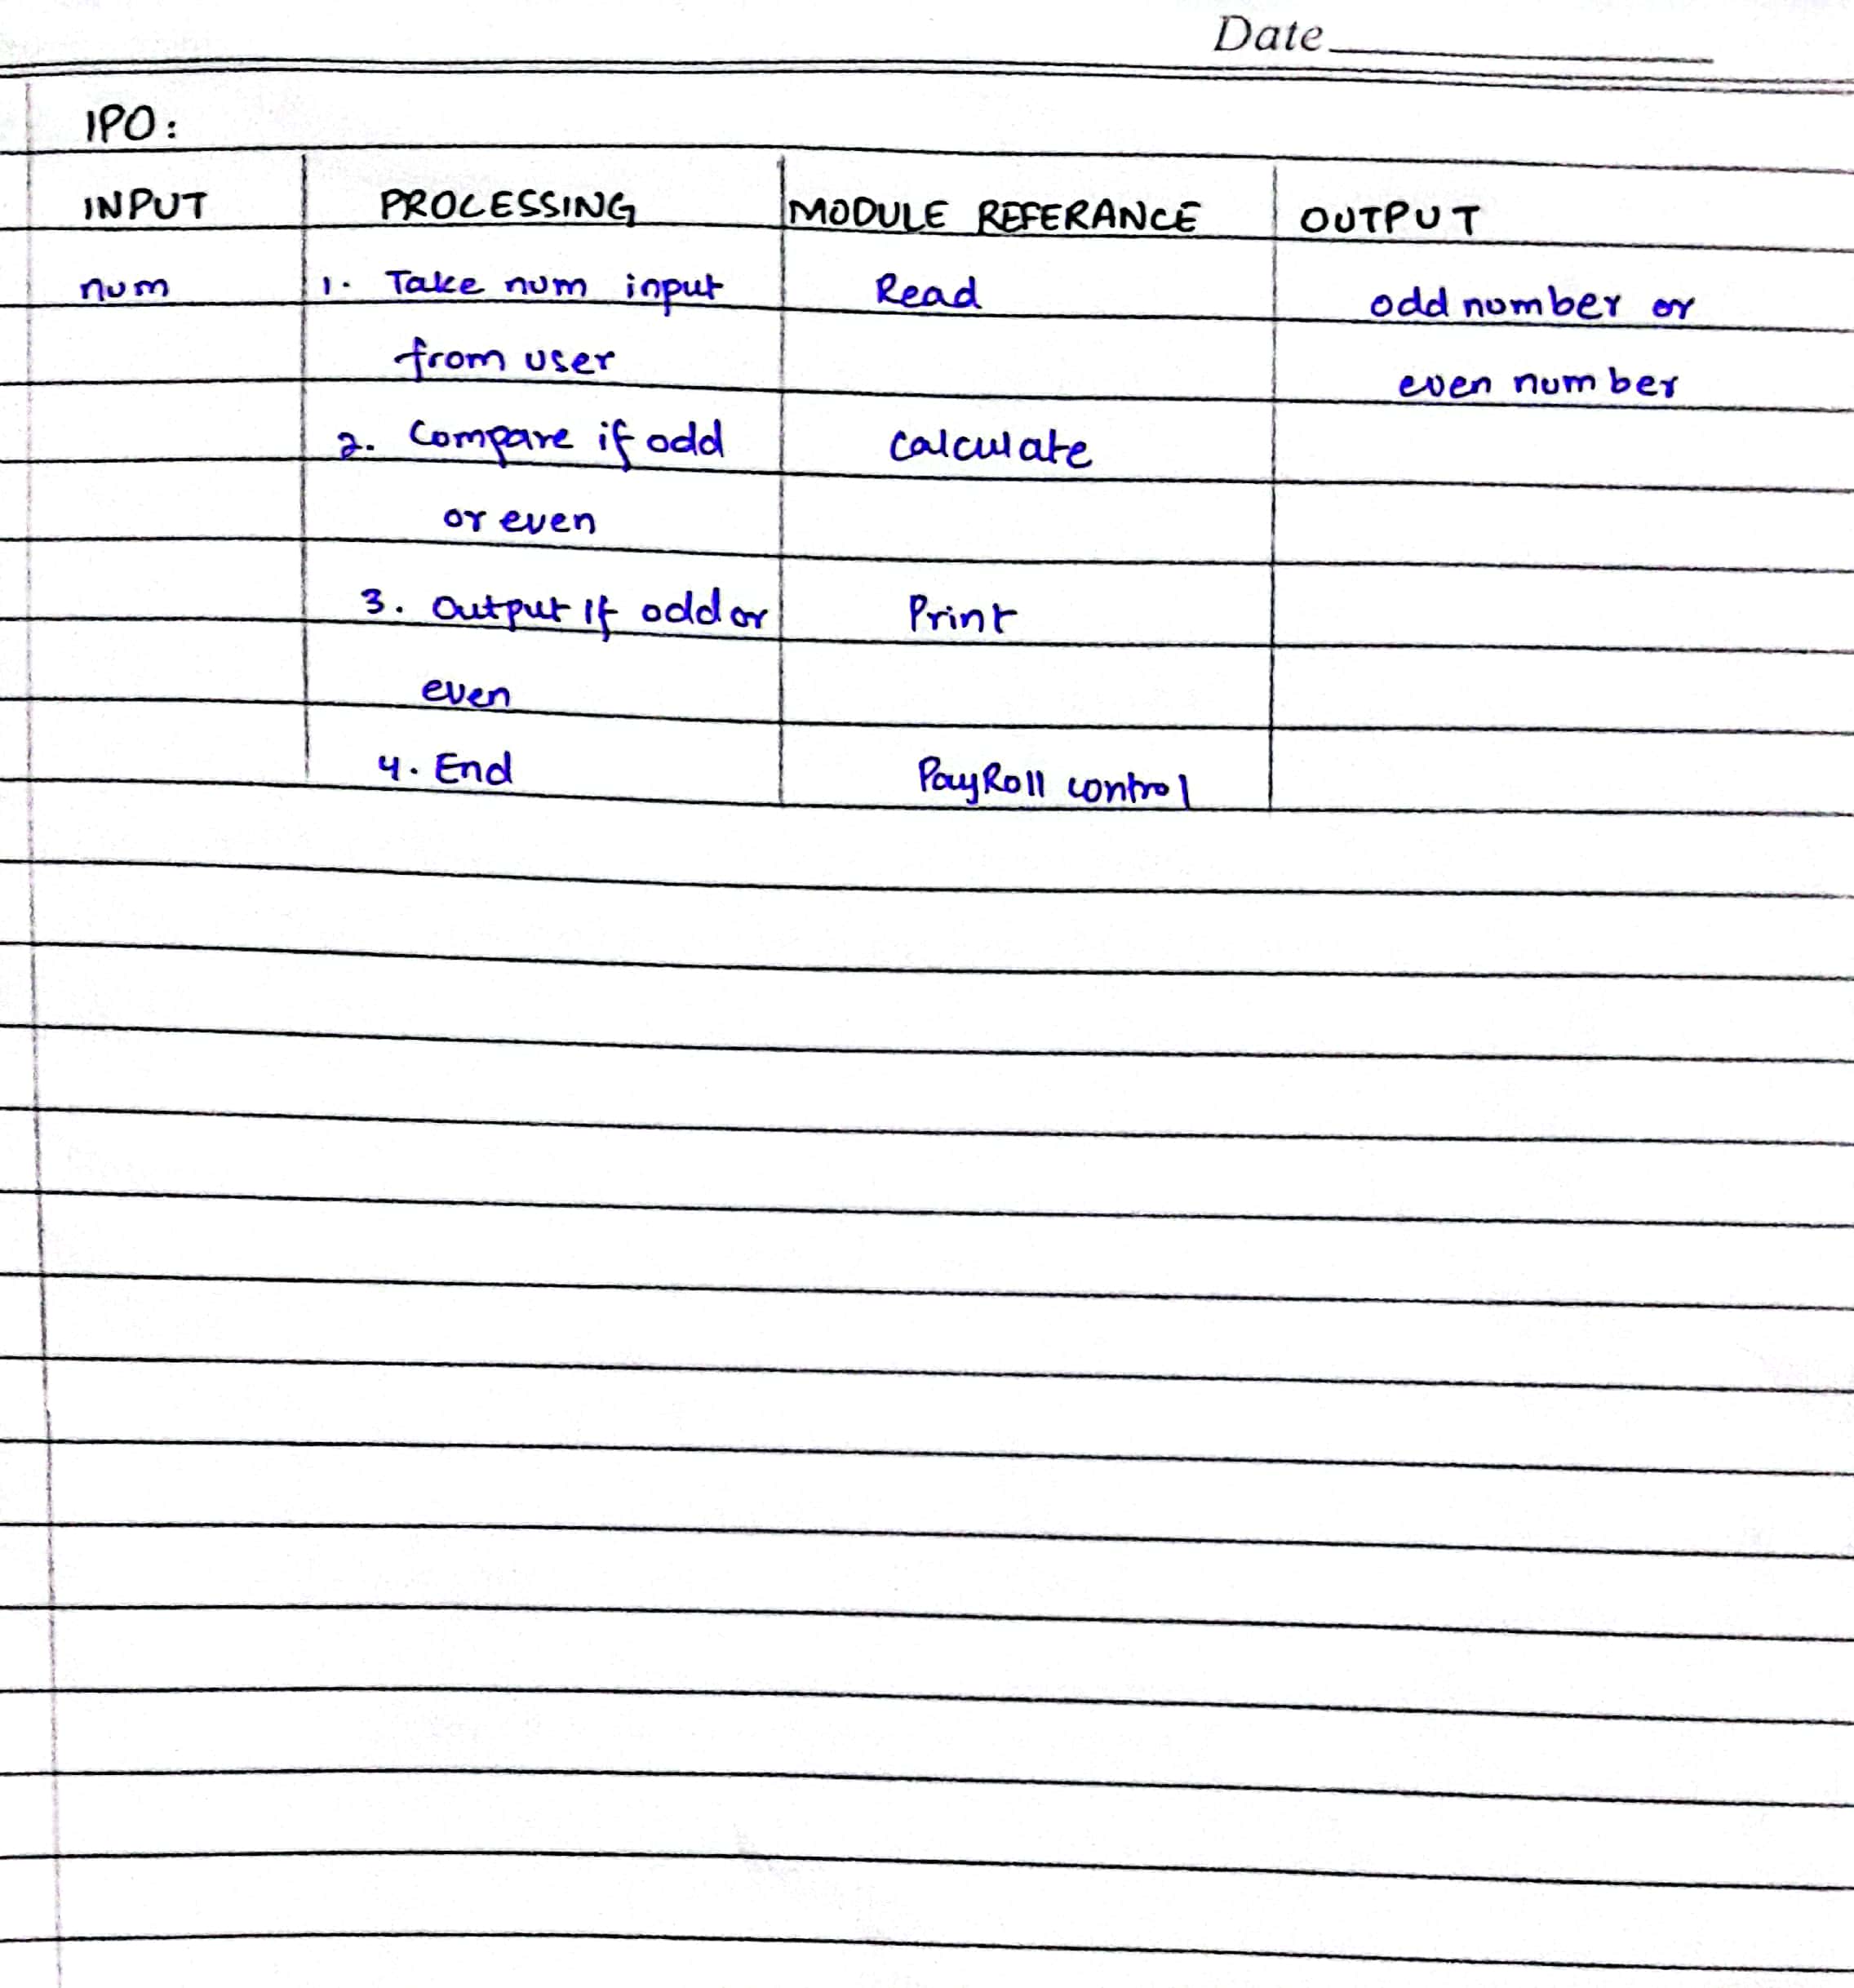 Date
IPO:
INPUT PROCESSING MODULE REFERANCE OUTPUT
num 1. Take num input Read odd number or
from user even number
2. Compare if odd calculate
or even
3. Output If odd or Print
even
4. End PayRoll control